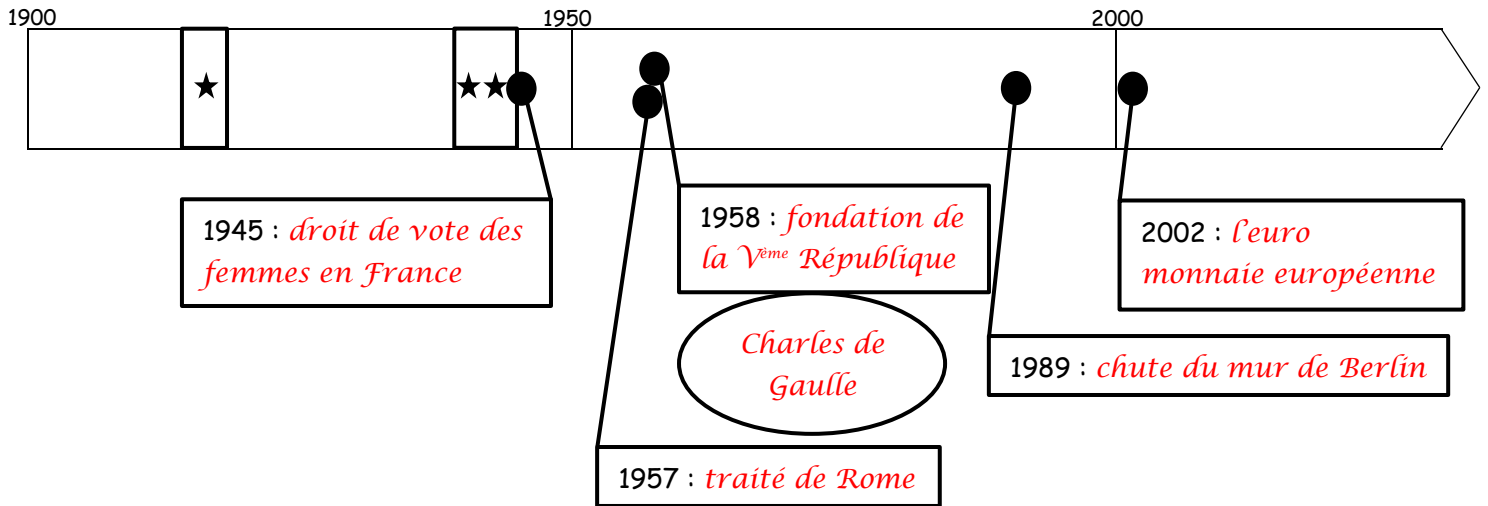 1900
1950
2000
1945 : droit de vote des
femmes en France
1958 : fondation de
la Vème République
Charles de
Gaulle
1957 : traité de Rome
1989 : chute du mur de Berlin
2002 : l'euro
monnaie européenne